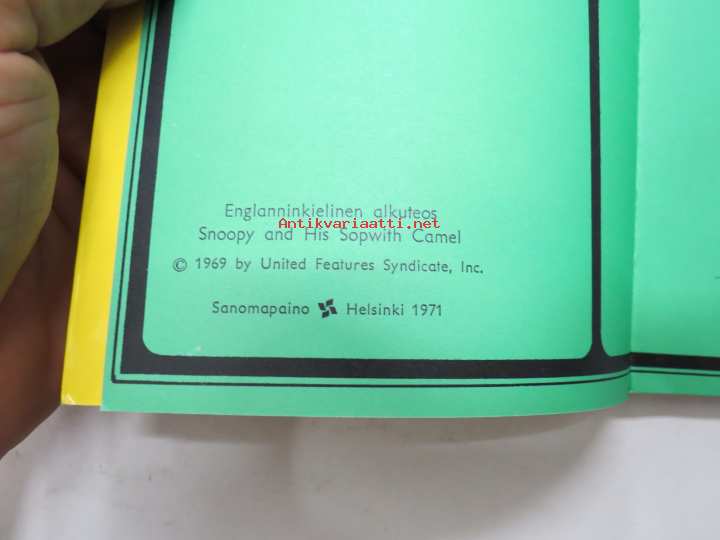 Englanninkielinen alkuteos
Antikvariaatti.net
Snoopy and His Sopwith Camel
© 1969 by United Features Syndicate, Inc.
Sanomapaino Helsinki 1971